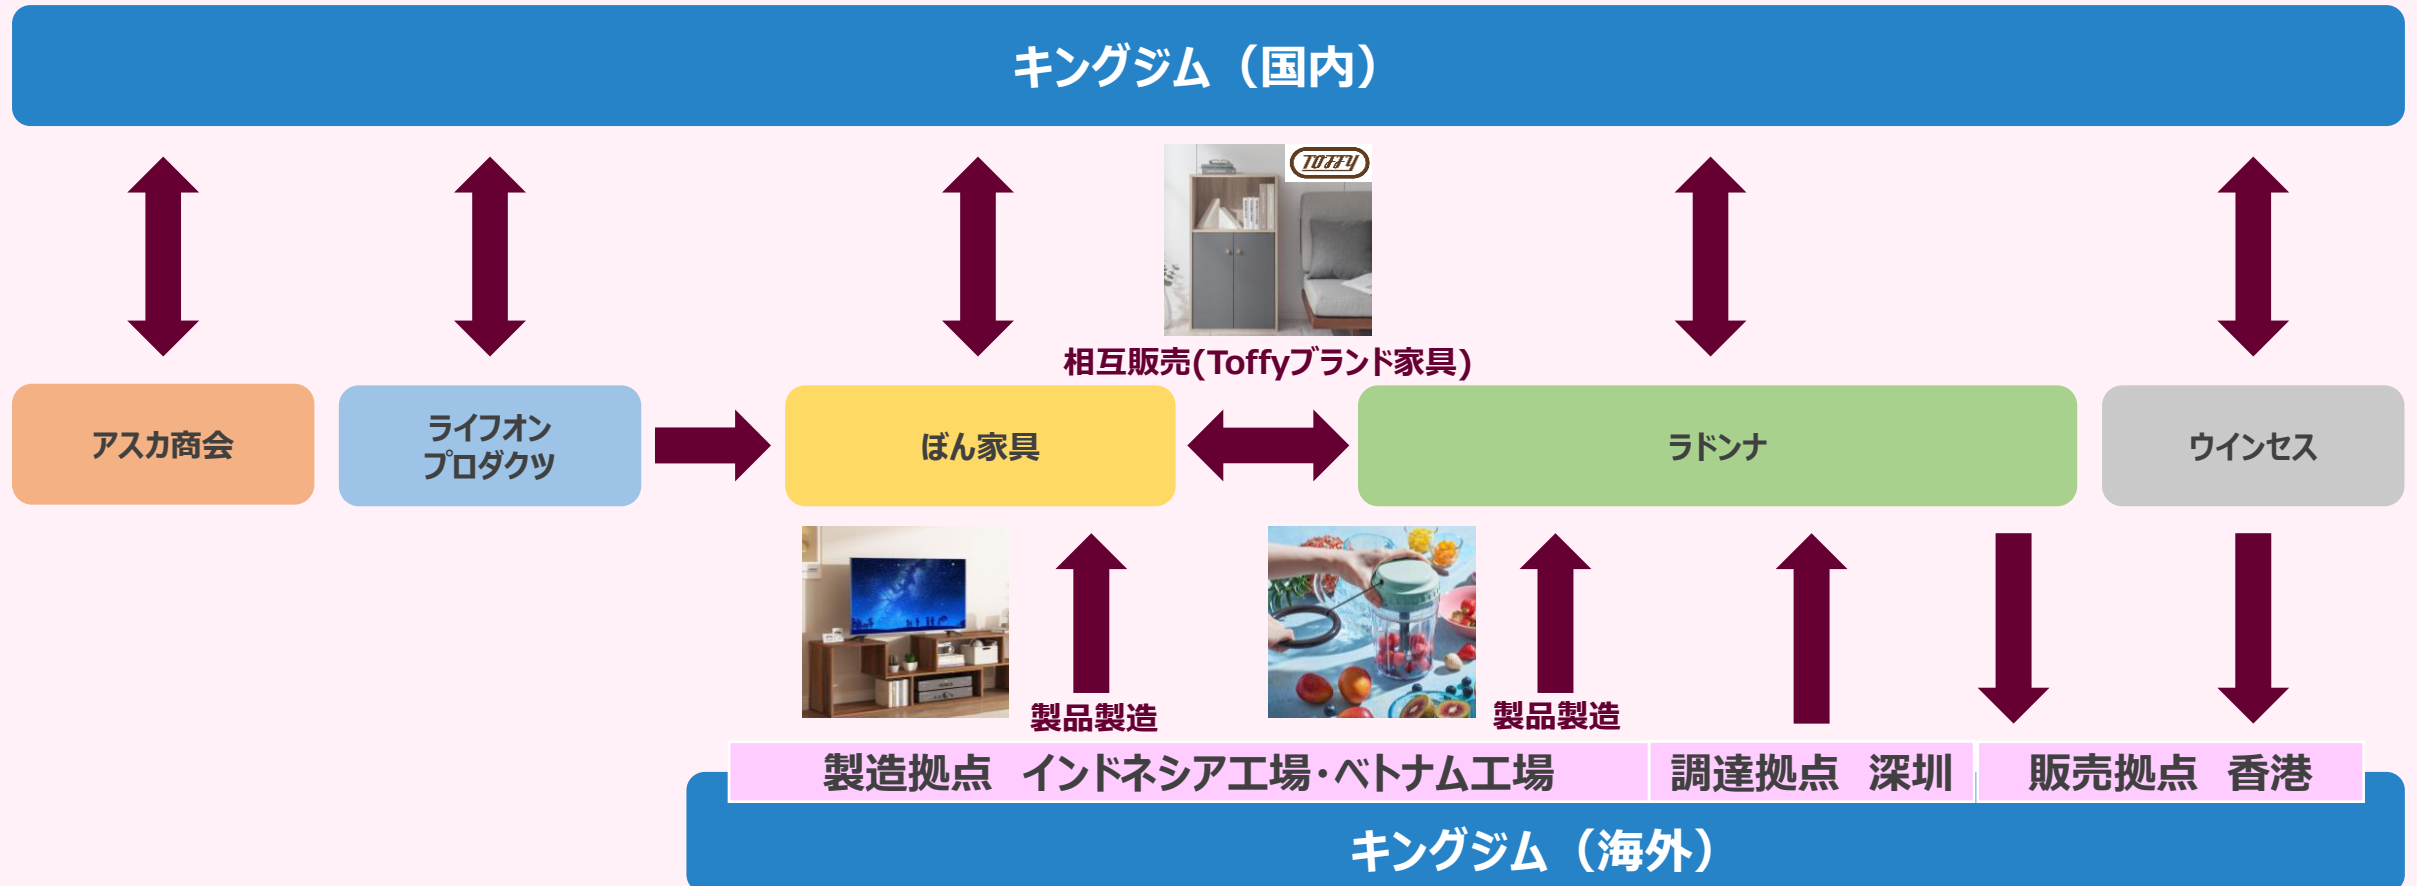 キングジム（国内）
TOFFY
相互販売(Toffyブランド家具)
アスカ商会
ライフオン
プロダクツ
ぼん家具
ラドンナ
ウインセス
製品製造
製品製造
製造拠点　インドネシア工場・ベトナム工場
調達拠点　深圳
販売拠点　香港
キングジム（海外）